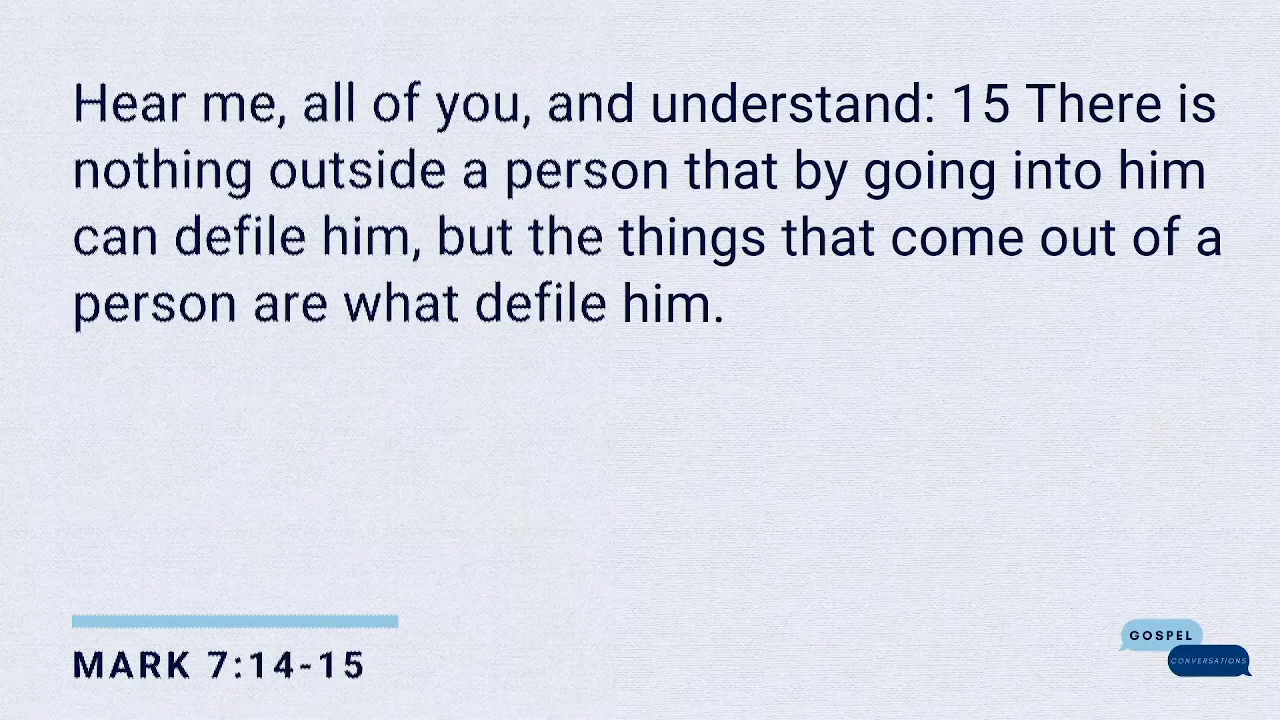 Hear me, all of you, and understand: 15 There is
nothing outside a person that by going into him
can defile him, but the things that come out of a
person are what defile him.
MARK 7:14-15
GOSPEL
CONVERSATIONS